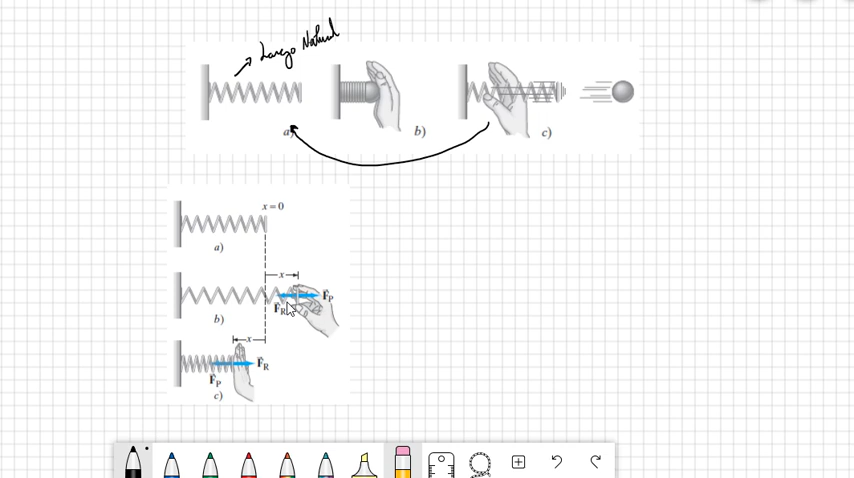 Largo Natural
a)
b)
c)
x = 0
a)
x
F_P
F_R
b)
x
F_R
F_P
c)